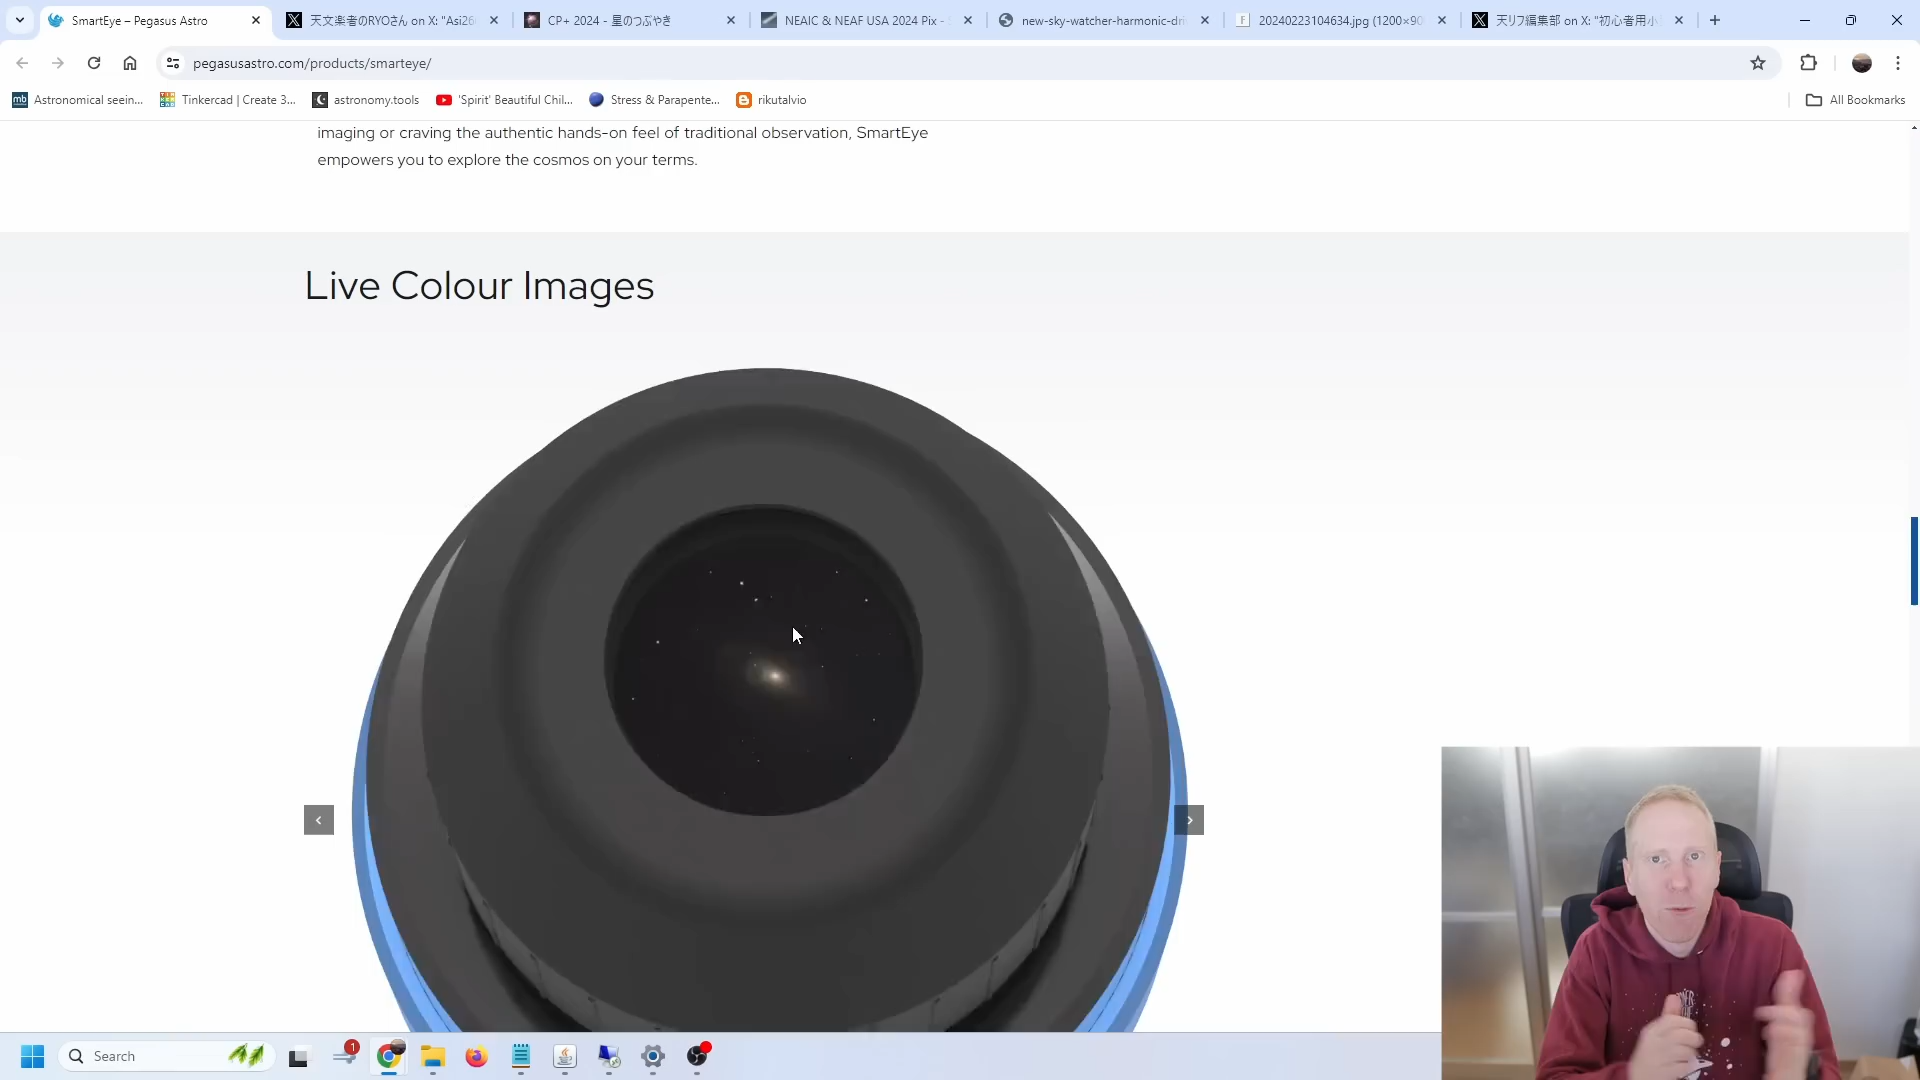 SmartEye – Pegasus Astro
天文楽者のRYOさん on X: "Asi26
CP+ 2024 - 星のつぶやき
NEAIC & NEAF USA 2024 Pix - S
new-sky-watcher-harmonic-dri
20240223104634.jpg (1200×90
天リフ編集部 on X: "初心者用小
pegasusastro.com/products/smarteye/
Astronomical seein...
Tinkercad | Create 3...
astronomy.tools
'Spirit' Beautiful Chil...
Stress & Parapente...
rikutalvio
All Bookmarks
imaging or craving the authentic hands-on feel of traditional observation, SmartEye
empowers you to explore the cosmos on your terms.
Live Colour Images
Search
1